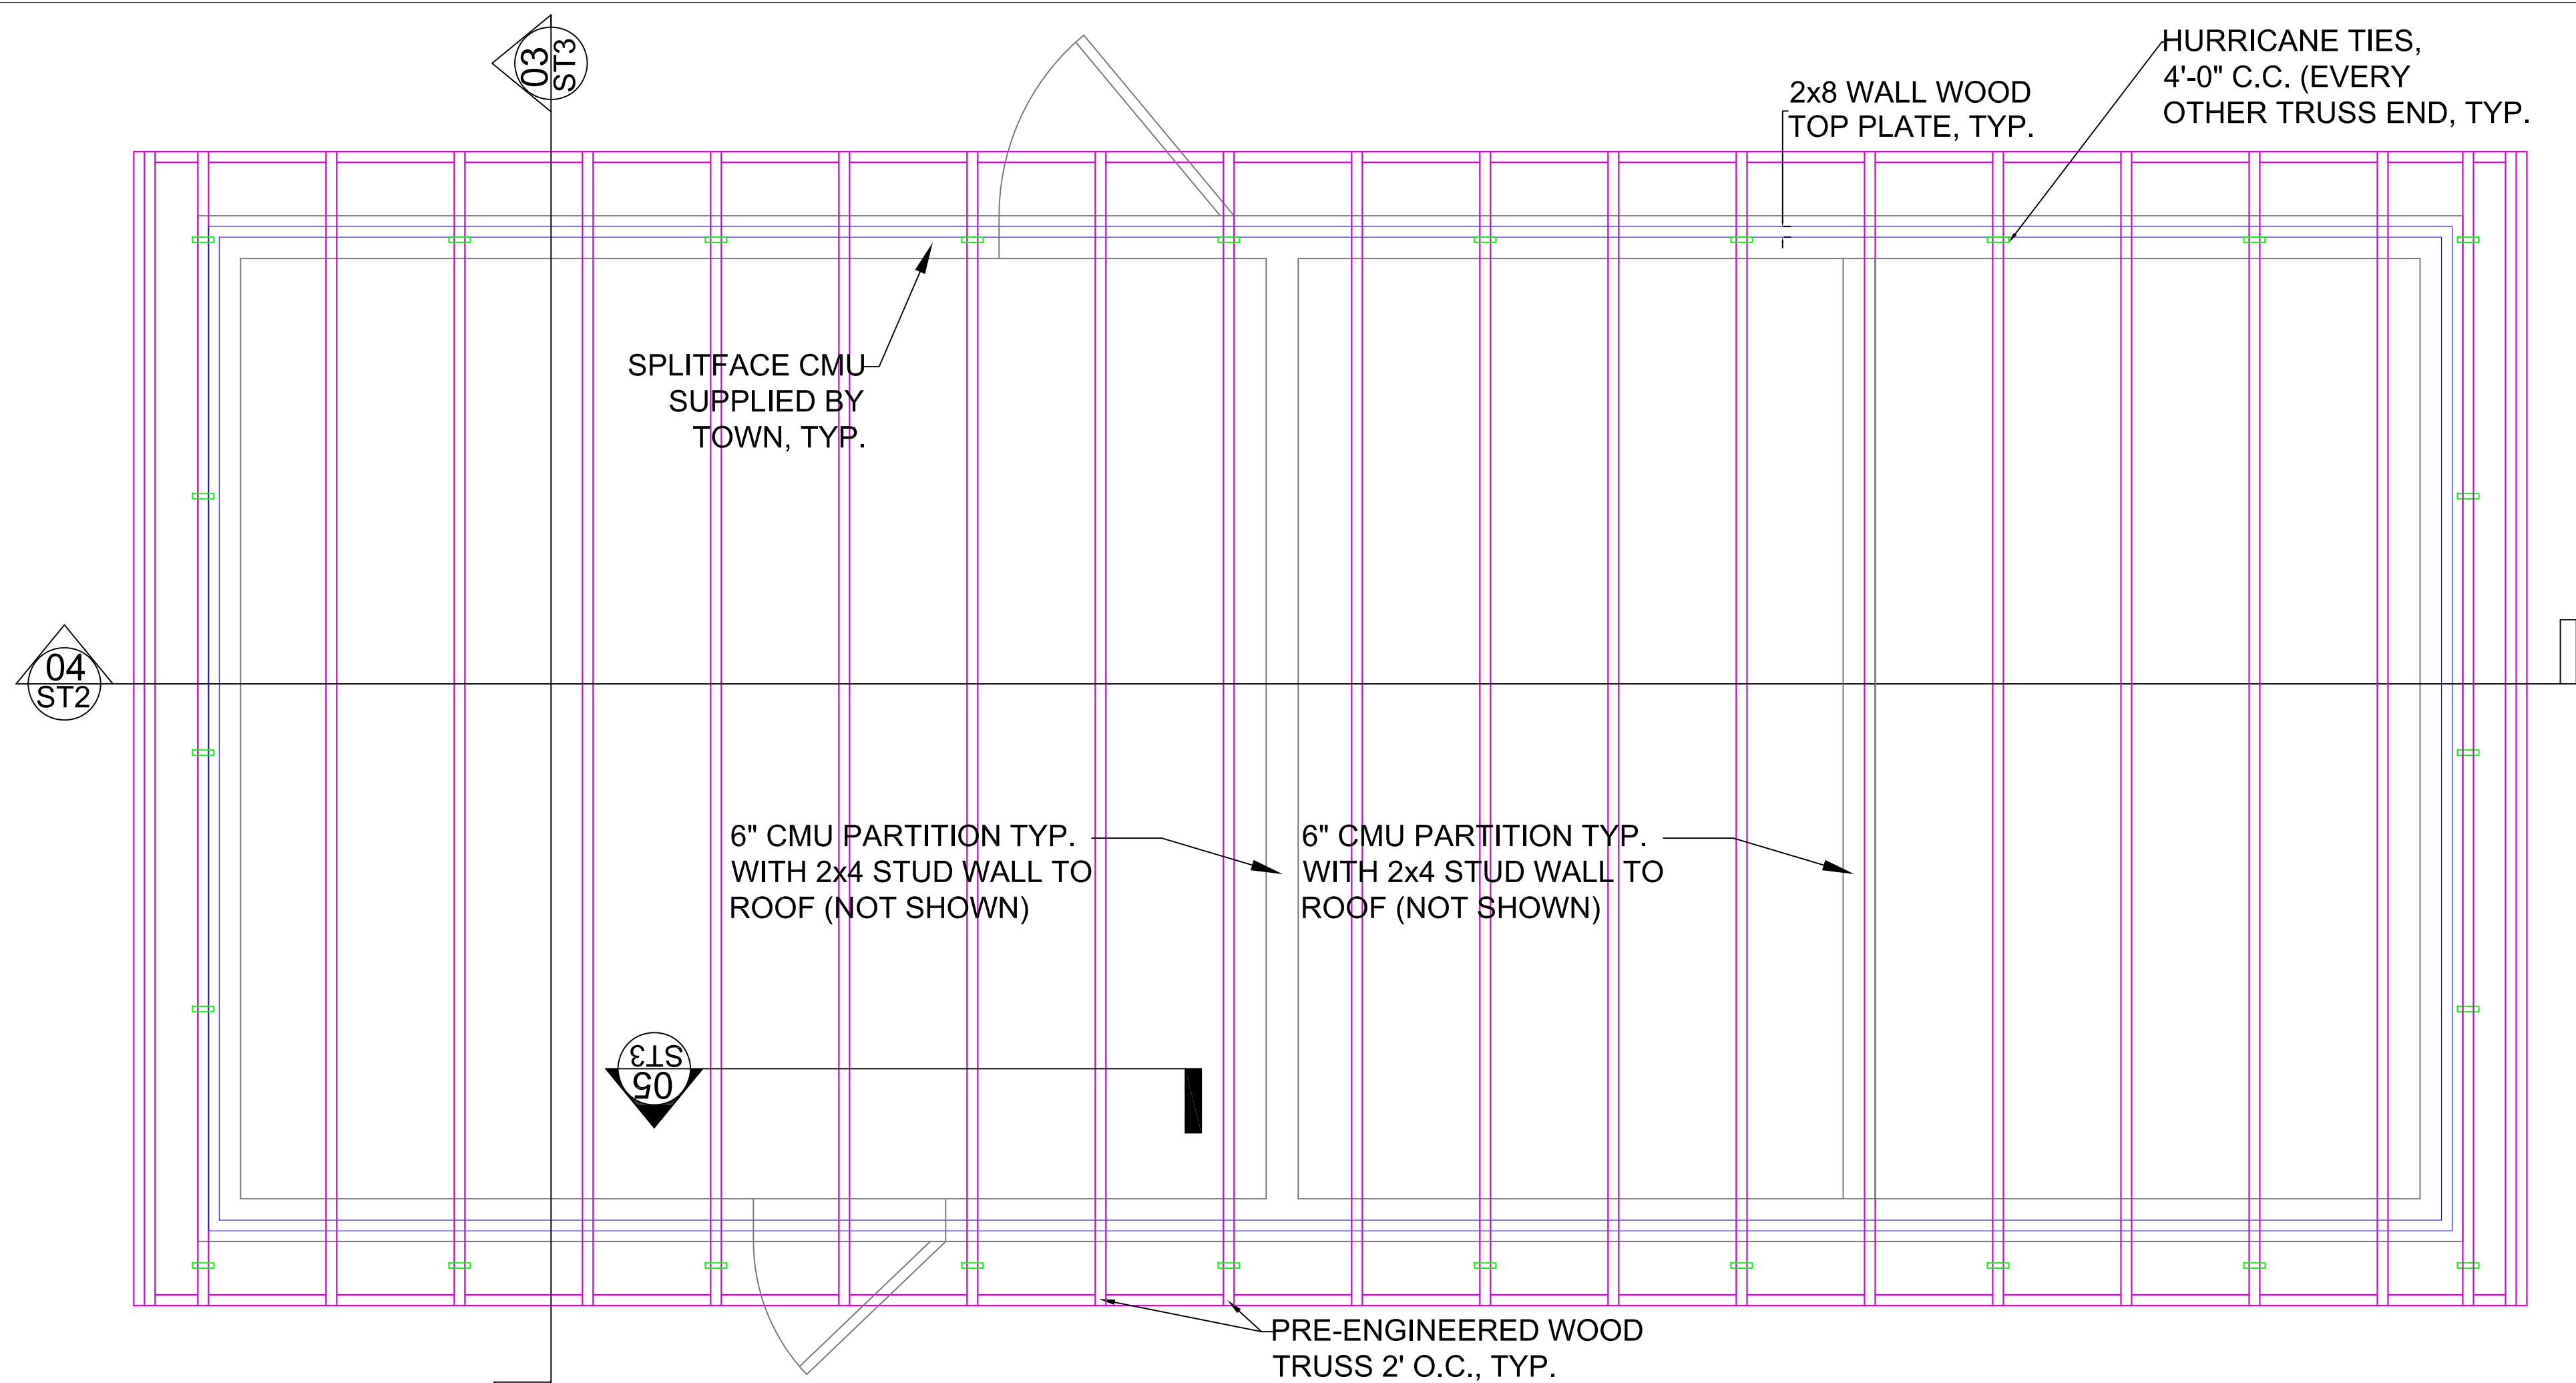 03
ST3
HURRICANE TIES,
4'-0" C.C. (EVERY
OTHER TRUSS END, TYP.
2x8 WALL WOOD
TOP PLATE, TYP.
SPLITFACE CMU
SUPPLIED BY
TOWN, TYP.
04
ST2
6" CMU PARTITION TYP.
WITH 2x4 STUD WALL TO
ROOF (NOT SHOWN)
6" CMU PARTITION TYP.
WITH 2x4 STUD WALL TO
ROOF (NOT SHOWN)
05
ST3
PRE-ENGINEERED WOOD
TRUSS 2' O.C., TYP.